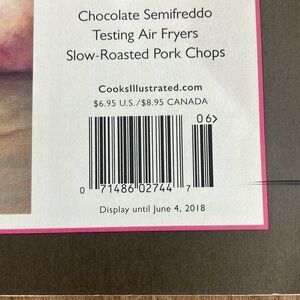 Chocolate Semifreddo
Testing Air Fryers
Slow-Roasted Pork Chops
CooksIllustrated.com
$6.95 U.S./$8.95 CANADA
06>
0 71486 02744 7
Display until June 4, 2018